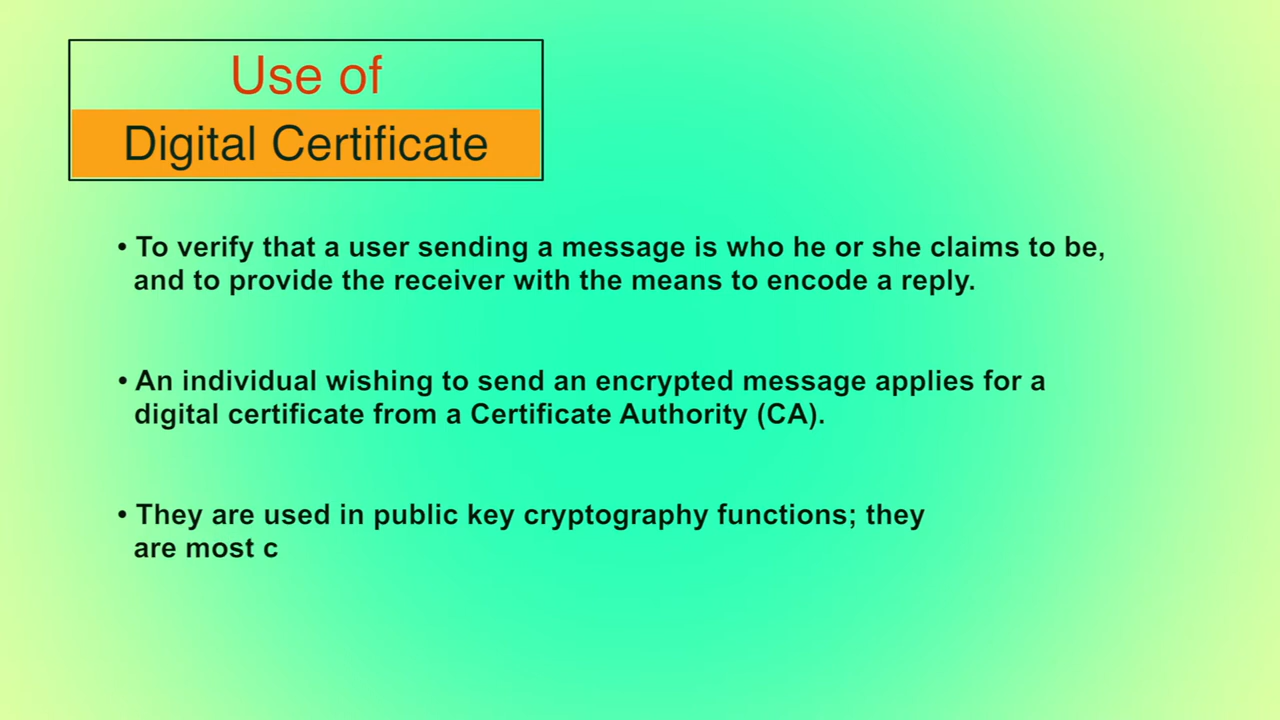 Use of
Digital Certificate
• To verify that a user sending a message is who he or she claims to be,
and to provide the receiver with the means to encode a reply.
• An individual wishing to send an encrypted message applies for a
digital certificate from a Certificate Authority (CA).
• They are used in public key cryptography functions; they
are most c